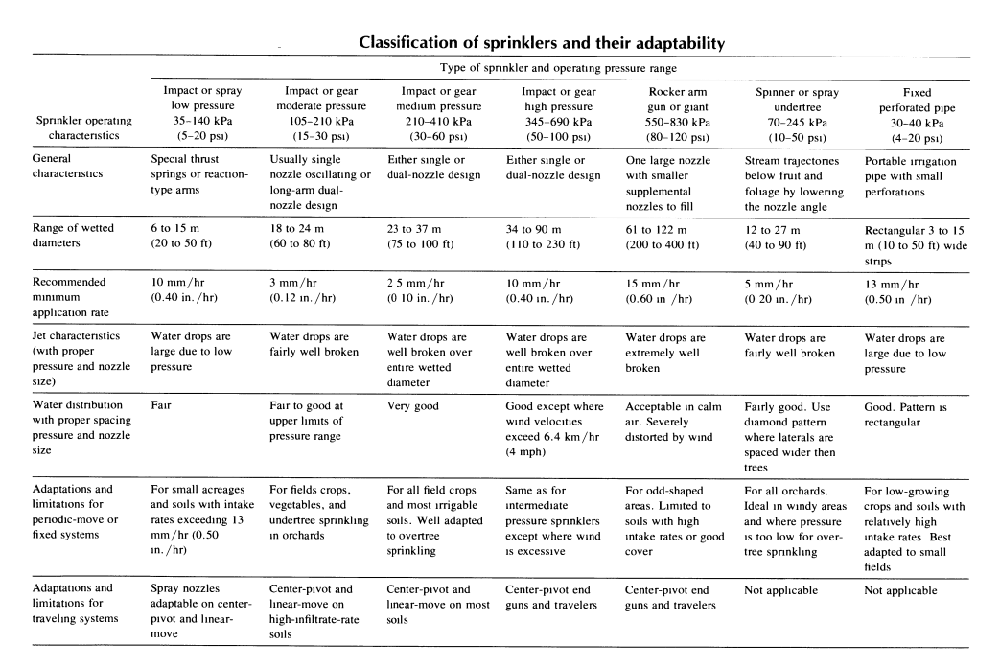 Classification of sprinklers and their adaptability
Type of sprinkler and operating pressure range
Sprinkler operating
characteristics
Impact or spray
low pressure
35–140 kPa
(5–20 psi)
Impact or gear
moderate pressure
105–210 kPa
(15–30 psi)
Impact or gear
medium pressure
210–410 kPa
(30–60 psi)
Impact or gear
high pressure
345–690 kPa
(50–100 psi)
Rocker arm
gun or giant
550–830 kPa
(80–120 psi)
Spinner or spray
undertree
70–245 kPa
(10–50 psi)
Fixed
perforated pipe
30–40 kPa
(4–20 psi)
General
characteristics
Special thrust
springs or reaction-
type arms
Usually single
nozzle oscillating or
long-arm dual-
nozzle design
Either single or
dual-nozzle design
Either single or
dual-nozzle design
One large nozzle
with smaller
supplemental
nozzles to fill
Stream trajectories
below fruit and
foliage by lowering
the nozzle angle
Portable irrigation
pipe with small
perforations
Range of wetted
diameters
6 to 15 m
(20 to 50 ft)
18 to 24 m
(60 to 80 ft)
23 to 37 m
(75 to 100 ft)
34 to 90 m
(110 to 230 ft)
61 to 122 m
(200 to 400 ft)
12 to 27 m
(40 to 90 ft)
Rectangular 3 to 15
m (10 to 50 ft) wide
strips
Recommended
minimum
application rate
10 mm/hr
(0.40 in./hr)
3 mm/hr
(0.12 in./hr)
2 5 mm/hr
(0 10 in./hr)
10 mm/hr
(0.40 in./hr)
15 mm/hr
(0.60 in /hr)
5 mm/hr
(0 20 in./hr)
13 mm/hr
(0.50 in /hr)
Jet characteristics
(with proper
pressure and nozzle
size)
Water drops are
large due to low
pressure
Water drops are
fairly well broken
Water drops are
well broken over
entire wetted
diameter
Water drops are
well broken over
entire wetted
diameter
Water drops are
extremely well
broken
Water drops are
fairly well broken
Water drops are
large due to low
pressure
Water distribution
with proper spacing
pressure and nozzle
size
Fair
Fair to good at
upper limits of
pressure range
Very good
Good except where
wind velocities
exceed 6.4 km/hr
(4 mph)
Acceptable in calm
air. Severely
distorted by wind
Fairly good. Use
diamond pattern
where laterals are
spaced wider then
trees
Good. Pattern is
rectangular
Adaptations and
limitations for
periodic-move or
fixed systems
For small acreages
and soils with intake
rates exceeding 13
mm/hr (0.50
in./hr)
For fields crops,
vegetables, and
undertree sprinkling
in orchards
For all field crops
and most irrigable
soils. Well adapted
to overtree
sprinkling
Same as for
intermediate
pressure sprinklers
except where wind
is excessive
For odd-shaped
areas. Limited to
soils with high
intake rates or good
cover
For all orchards.
Ideal in windy areas
and where pressure
is too low for over-
tree sprinkling
For low-growing
crops and soils with
relatively high
intake rates Best
adapted to small
fields
Adaptations and
limitations for
traveling systems
Spray nozzles
adaptable on center-
pivot and linear-
move
Center-pivot and
linear-move on
high-infiltrate-rate
soils
Center-pivot and
linear-move on most
soils
Center-pivot end
guns and travelers
Center-pivot end
guns and travelers
Not applicable
Not applicable